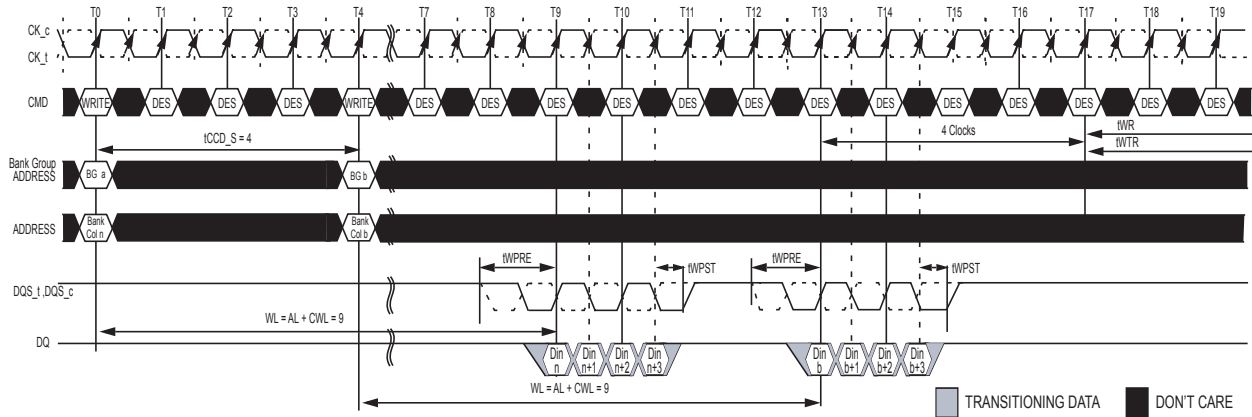 T0 T1 T2 T3 T4 T7 T8 T9 T10 T11 T12 T13 T14 T15 T16 T17 T18 T19
CK_c
CK_t
CMD WRITE DES DES DES WRITE DES DES DES DES DES DES DES DES DES DES DES DES DES
tCCD_S = 4 4 Clocks tWR
tWTR
Bank Group
ADDRESS BG a BG b
ADDRESS Bank
Col n Bank
Col b
tWPRE tWPST tWPRE tWPST
DQS_t ,DQS_c
WL = AL + CWL = 9
DQ Din
n Din
n+1 Din
n+2 Din
n+3 Din
b Din
b+1 Din
b+2 Din
b+3
WL = AL + CWL = 9
TRANSITIONING DATA DON'T CARE